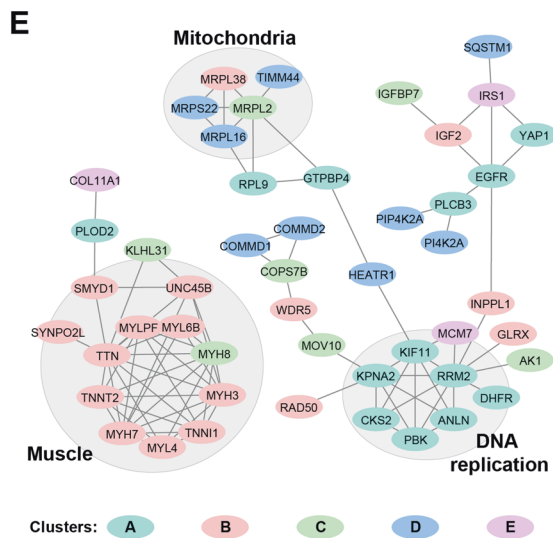 E
Mitochondria
SQSTM1
MRPL38
TIMM44
IGFBP7
IRS1
MRPS22
MRPL2
IGF2
YAP1
MRPL16
EGFR
COL11A1
RPL9
GTPBP4
PLCB3
PIP4K2A
PLOD2
COMMD2
PI4K2A
COMMD1
KLHL31
COPS7B
HEATR1
SMYD1
UNC45B
INPPL1
WDR5
SYNPO2L
MYLPF
MYL6B
MCM7
GLRX
MOV10
KIF11
TTN
MYH8
AK1
KPNA2
RRM2
TNNT2
MYH3
RAD50
DHFR
CKS2
ANLN
MYH7
TNNI1
PBK
MYL4
Muscle
DNA
replication
Clusters: A B C D E